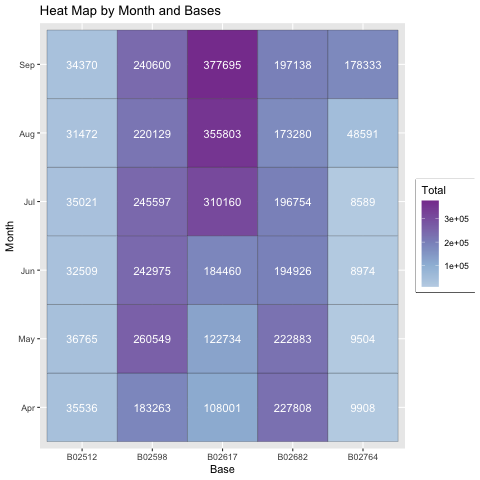 Heat Map by Month and Bases
Month
Sep 34370 240600 377695 197138 178333
Aug 31472 220129 355803 173280 48591
Jul 35021 245597 310160 196754 8589
Jun 32509 242975 184460 194926 8974
May 36765 260549 122734 222883 9504
Apr 35536 183263 108001 227808 9908
B02512 B02598 B02617 B02682 B02764
Base
Total
3e+05
2e+05
1e+05